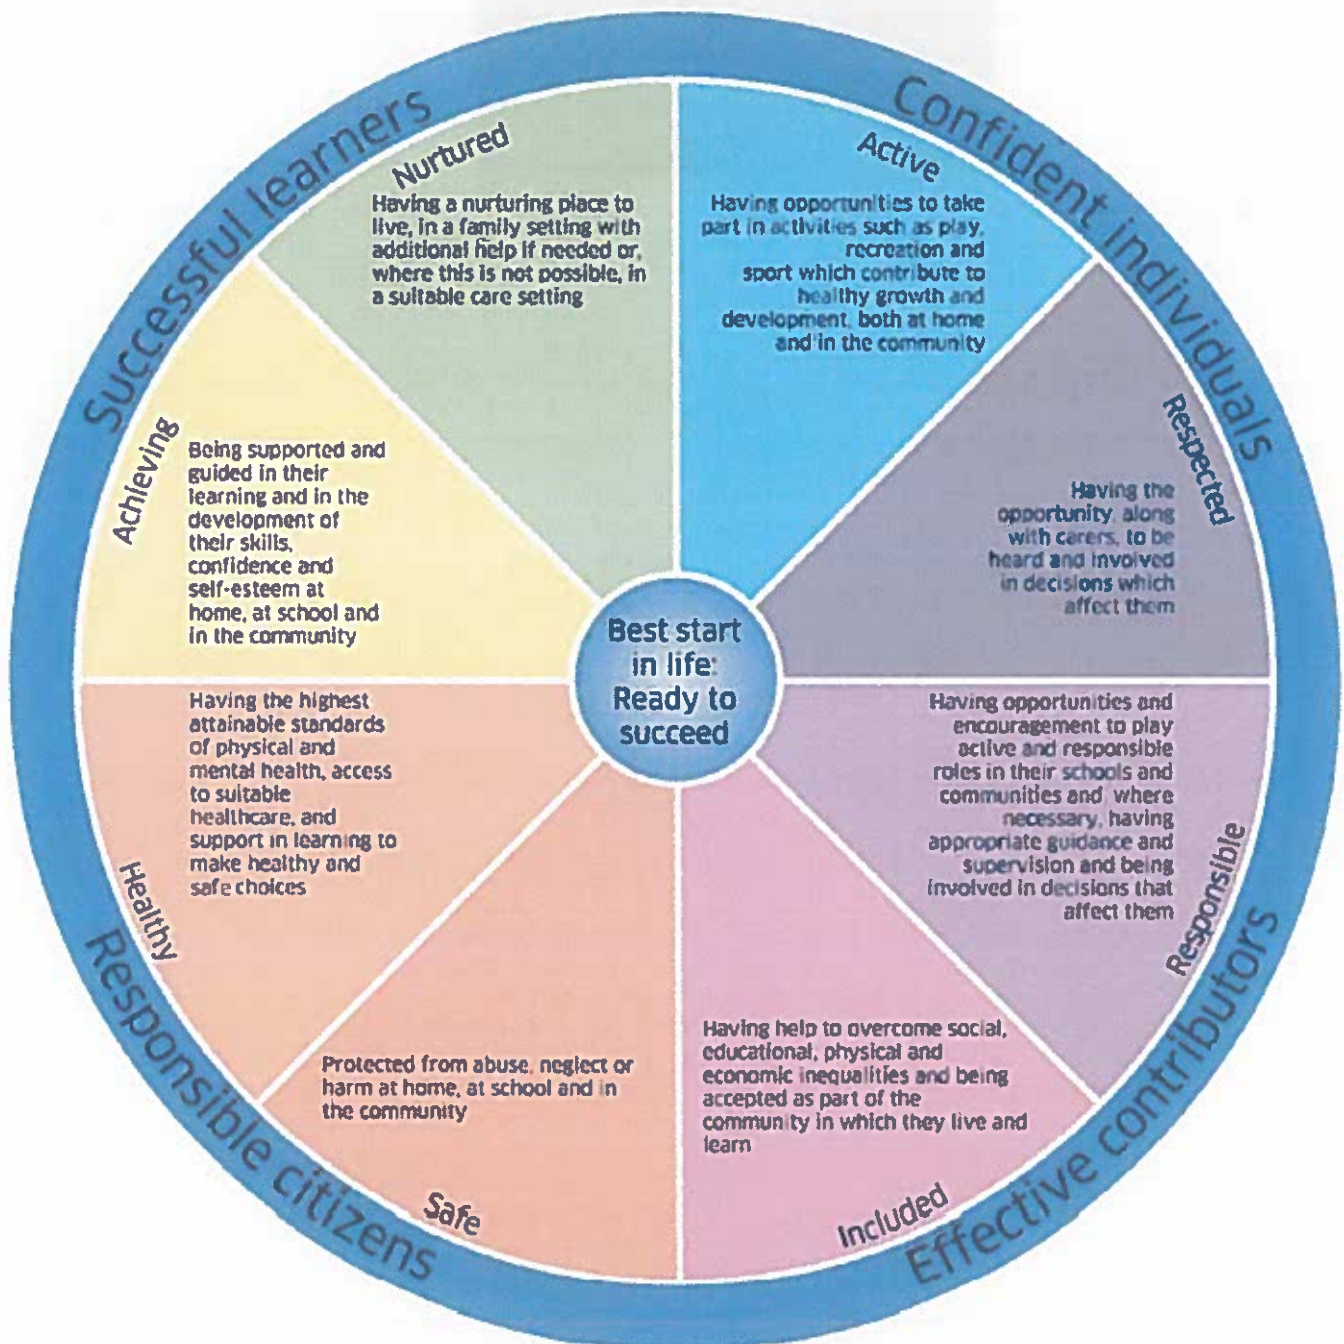 Successful learners
Confident individuals
Nurtured
Having a nurturing place to
live, in a family setting with
additional help if needed or,
where this is not possible, in
a suitable care setting
Active
Having opportunities to take
part in activities such as play,
recreation and
sport which contribute to
healthy growth and
development, both at home
and in the community
Achieving
Being supported and
guided in their
learning and in the
development of
their skills,
confidence and
self-esteem at
home, at school and
in the community
Respected
Having the
opportunity, along
with carers, to be
heard and involved
in decisions which
affect them
Best start
in life:
Ready to
succeed
Having the highest
attainable standards
of physical and
mental health, access
to suitable
healthcare, and
support in learning to
make healthy and
safe choices
Healthy
Having opportunities and
encouragement to play
active and responsible
roles in their schools and
communities and where
necessary, having
appropriate guidance and
supervision and being
involved in decisions that
affect them
Responsible
Protected from abuse, neglect or
harm at home, at school and in
the community
Safe
Having help to overcome social,
educational, physical and
economic inequalities and being
accepted as part of the
community in which they live and
learn
Included
Responsible citizens
Effective contributors